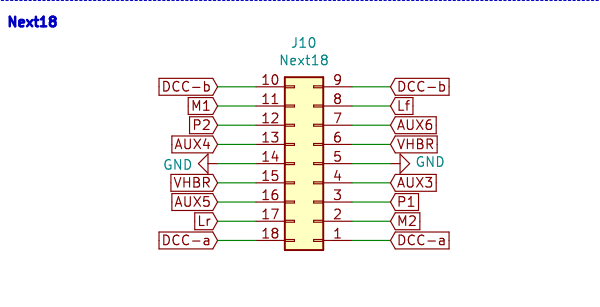 Next18
J10
Next18
DCC-b 10 9 DCC-b
M1 11 8 Lf
P2 12 7 AUX6
AUX4 13 6 VHBR
GND 14 5 GND
VHBR 15 4 AUX3
AUX5 16 3 P1
Lr 17 2 M2
DCC-a 18 1 DCC-a